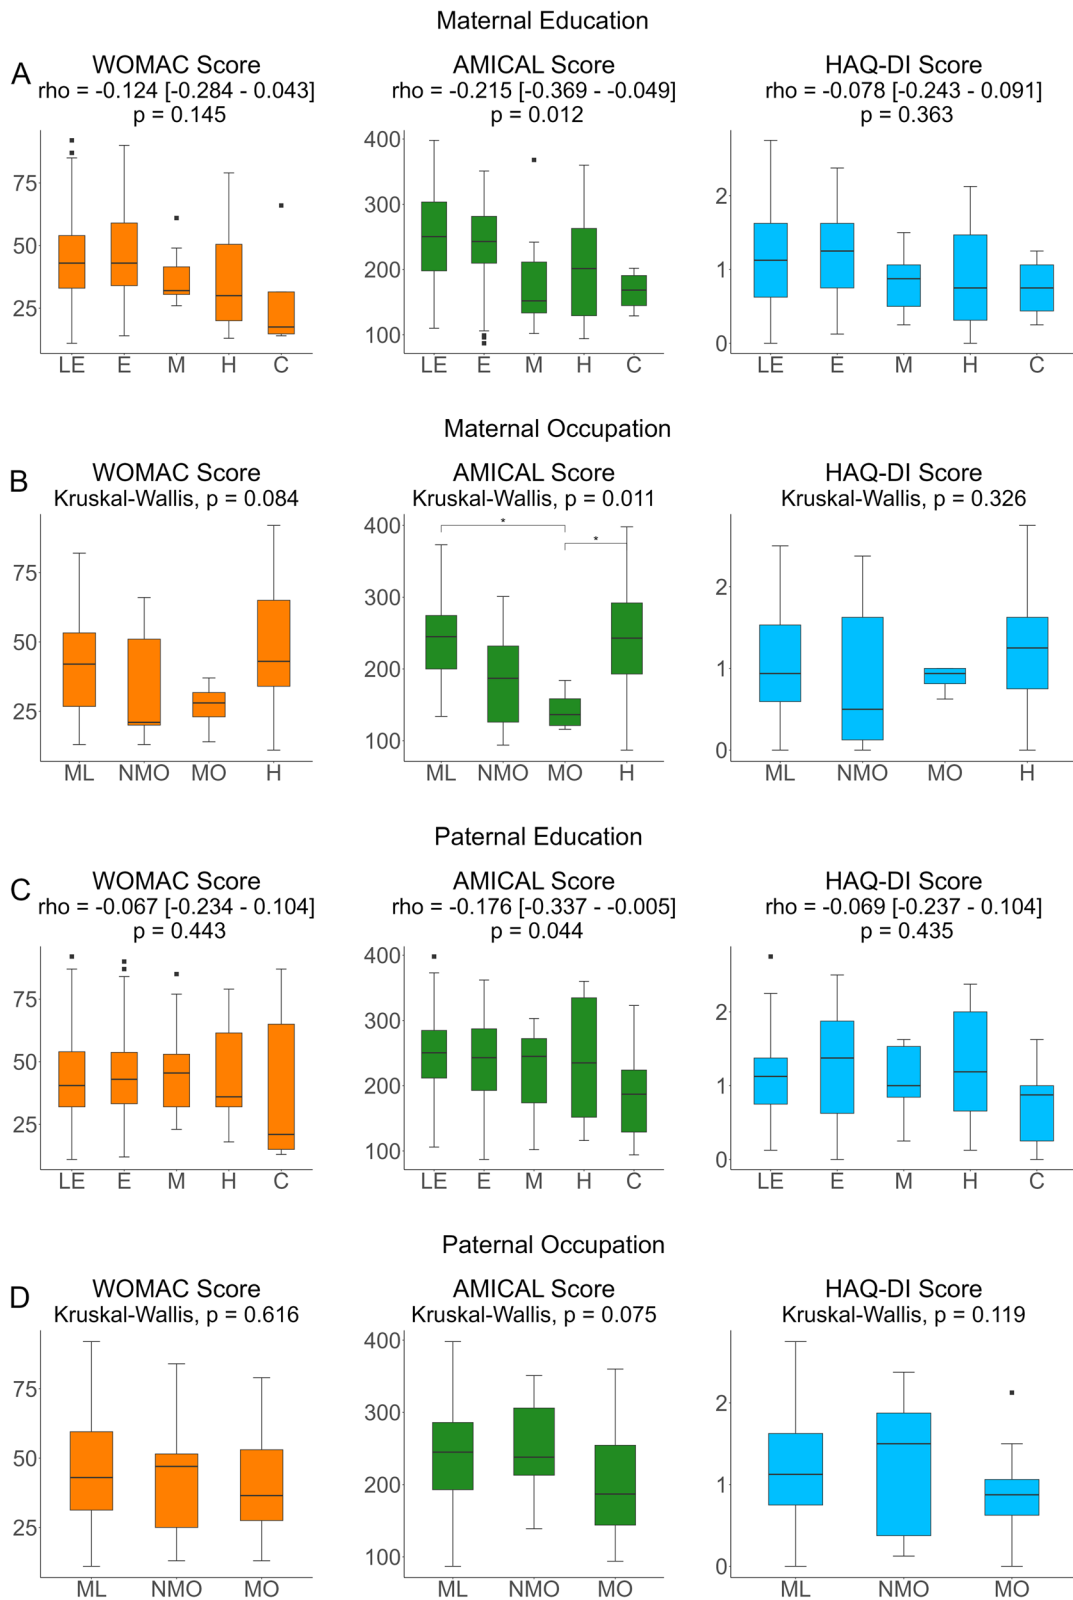 Maternal Education
A
WOMAC Score
rho = -0.124 [-0.284 - 0.043]
p = 0.145
75
50
25
LE E M H C
AMICAL Score
rho = -0.215 [-0.369 - -0.049]
p = 0.012
400
300
200
100
LE E M H C
HAQ-DI Score
rho = -0.078 [-0.243 - 0.091]
p = 0.363
2
1
0
LE E M H C
Maternal Occupation
B
WOMAC Score
Kruskal-Wallis, p = 0.084
75
50
25
ML NMO MO H
AMICAL Score
Kruskal-Wallis, p = 0.011
400
300
200
100
*
*
ML NMO MO H
HAQ-DI Score
Kruskal-Wallis, p = 0.326
2
1
0
ML NMO MO H
Paternal Education
C
WOMAC Score
rho = -0.067 [-0.234 - 0.104]
p = 0.443
75
50
25
LE E M H C
AMICAL Score
rho = -0.176 [-0.337 - -0.005]
p = 0.044
400
300
200
100
LE E M H C
HAQ-DI Score
rho = -0.069 [-0.237 - 0.104]
p = 0.435
2
1
0
LE E M H C
Paternal Occupation
D
WOMAC Score
Kruskal-Wallis, p = 0.616
75
50
25
ML NMO MO
AMICAL Score
Kruskal-Wallis, p = 0.075
400
300
200
100
ML NMO MO
HAQ-DI Score
Kruskal-Wallis, p = 0.119
2
1
0
ML NMO MO